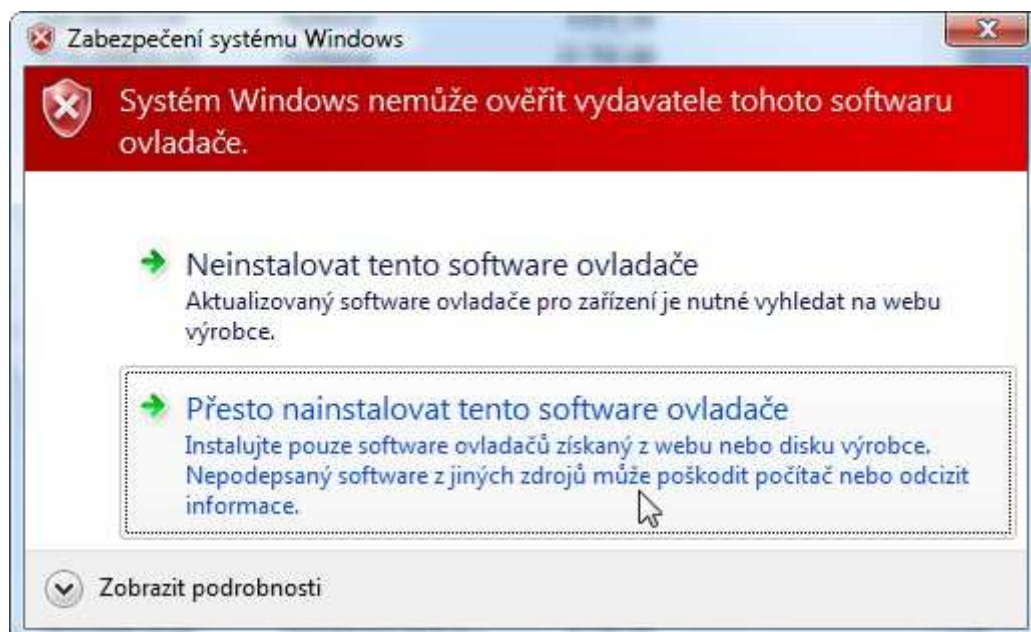 Zabezpečení systému Windows
Systém Windows nemůže ověřit vydavatele tohoto softwaru
ovladače.
Neinstalovat tento software ovladače
Aktualizovaný software ovladače pro zařízení je nutné vyhledat na webu
výrobce.
Přesto nainstalovat tento software ovladače
Instalujte pouze software ovladačů získaný z webu nebo disku výrobce.
Nepodepsaný software z jiných zdrojů může poškodit počítač nebo odcizit
informace.
Zobrazit podrobnosti